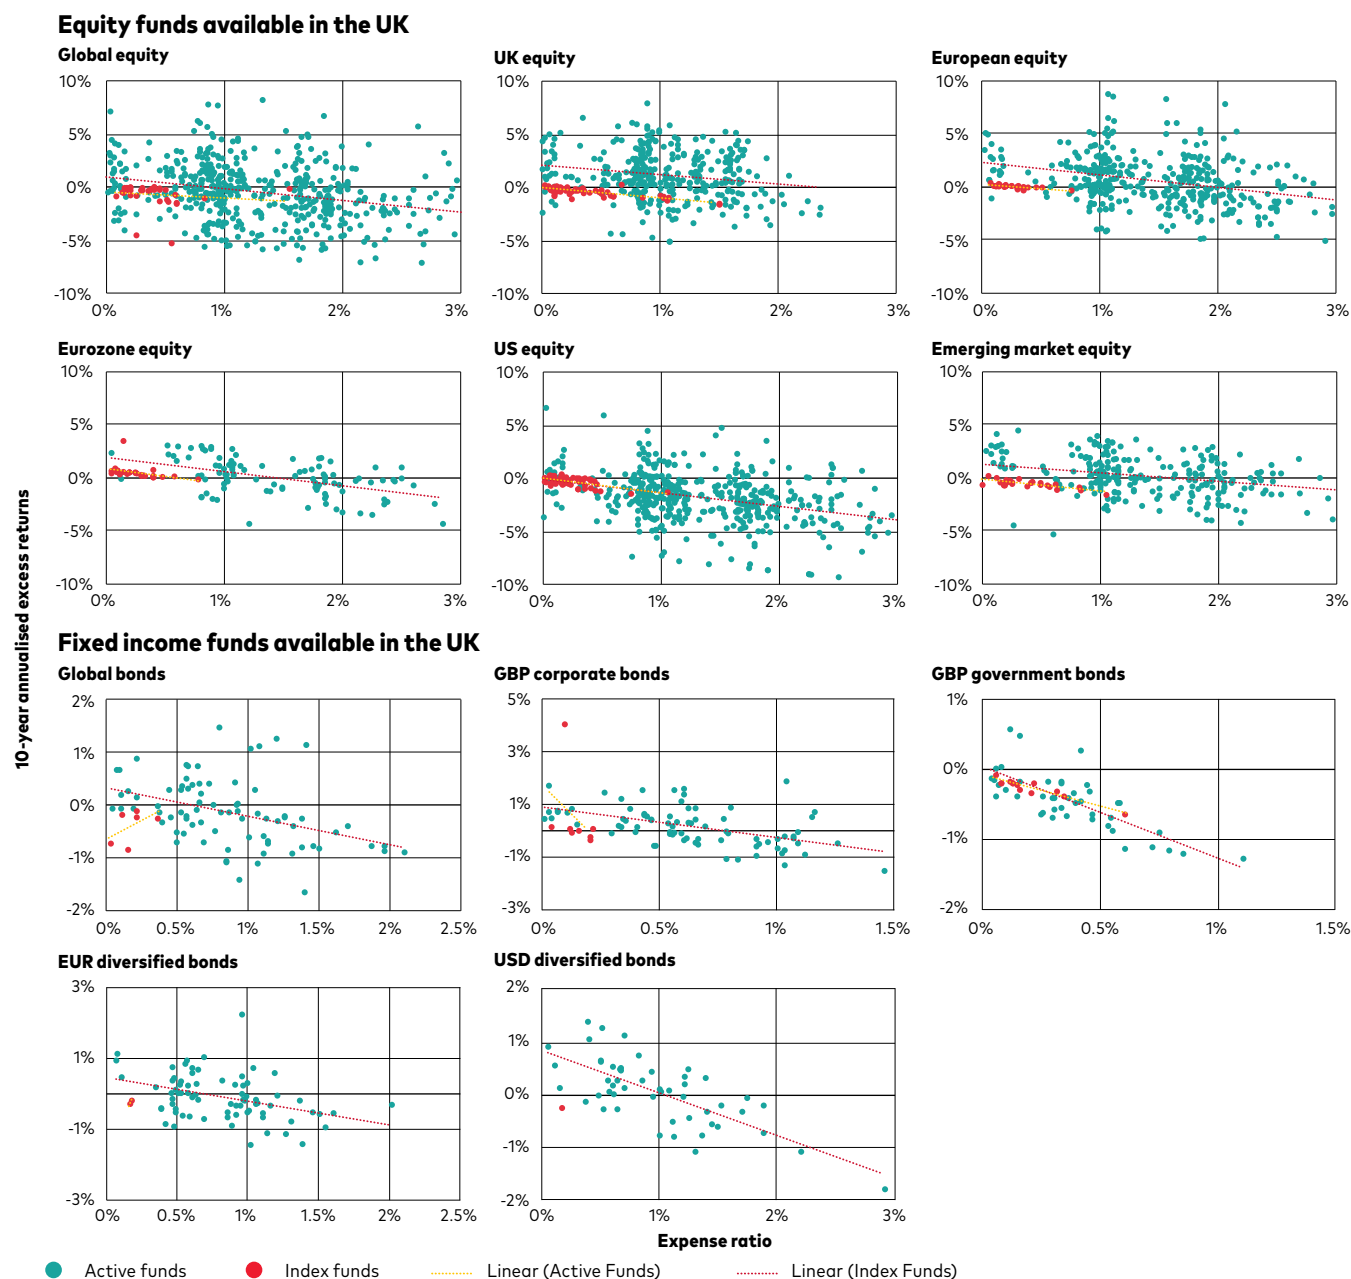 Equity funds available in the UK
Global equity
10%
5%
0%
-5%
-10%
0% 1% 2% 3%
UK equity
10%
5%
0%
-5%
-10%
0% 1% 2% 3%
European equity
10%
5%
0%
-5%
-10%
0% 1% 2% 3%
Eurozone equity
10%
5%
0%
-5%
-10%
0% 1% 2% 3%
US equity
10%
5%
0%
-5%
-10%
0% 1% 2% 3%
Emerging market equity
10%
5%
0%
-5%
-10%
0% 1% 2% 3%
10-year annualised excess returns
Fixed income funds available in the UK
Global bonds
2%
1%
0%
-1%
-2%
0% 0.5% 1% 1.5% 2% 2.5%
GBP corporate bonds
5%
3%
1%
-1%
-3%
0% 0.5% 1% 1.5%
GBP government bonds
1%
0%
-1%
-2%
0% 0.5% 1% 1.5%
EUR diversified bonds
3%
1%
-1%
-3%
0% 0.5% 1% 1.5% 2% 2.5%
USD diversified bonds
2%
1%
0%
-1%
-2%
0% 1% 2% 3%
Expense ratio
Active funds Index funds Linear (Active Funds) Linear (Index Funds)